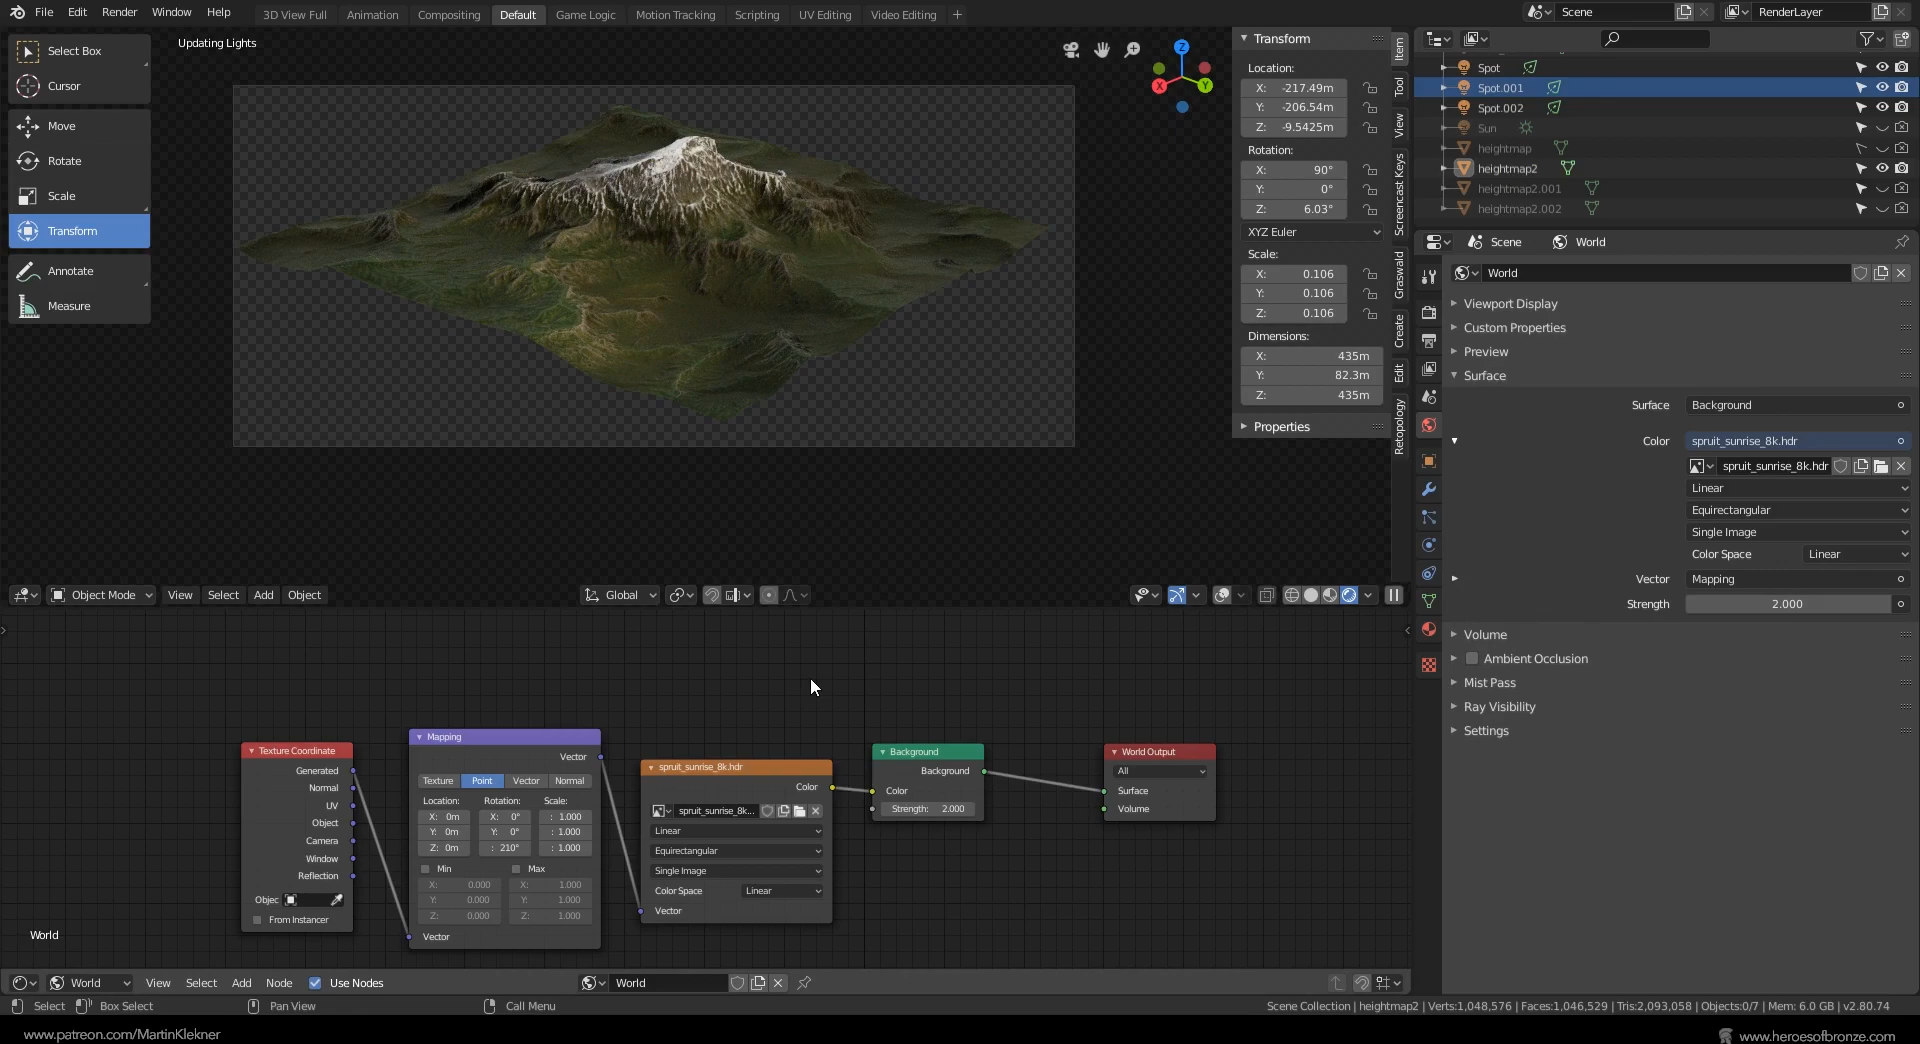 File Edit Render Window Help 3D View Full Animation Compositing Default Game Logic Motion Tracking Scripting UV Editing Video Editing + Scene RenderLayer
Updating Lights
Select Box
Cursor
Move
Rotate
Scale
Transform
Annotate
Measure
Z
X
Y
Transform
Location:
X: -217.49m
Y: -206.54m
Z: -9.5425m
Rotation:
X: 90°
Y: 0°
Z: 6.03°
XYZ Euler
Scale:
X: 0.106
Y: 0.106
Z: 0.106
Dimensions:
X: 435m
Y: 82.3m
Z: 435m
Properties
Item
Tool
View
Screencast Keys
Graswald
Create
Edit
Retopology
Spot
Spot.001
Spot.002
Sun
heightmap
heightmap2
heightmap2.001
heightmap2.002
Scene World
World
Viewport Display
Custom Properties
Preview
Surface
Surface Background
Color spruit_sunrise_8k.hdr
spruit_sunrise_8k.hdr
Linear
Equirectangular
Single Image
Color Space Linear
Vector Mapping
Strength 2.000
Volume
Ambient Occlusion
Mist Pass
Ray Visibility
Settings
Object Mode View Select Add Object Global
Texture Coordinate
Generated
Normal
UV
Object
Camera
Window
Reflection
Objec
From Instancer
Mapping
Vector
Texture Point Vector Normal
Location: Rotation: Scale:
X: 0m X: 0° : 1.000
Y: 0m Y: 0° : 1.000
Z: 0m : 210° : 1.000
Min Max
X: 0.000 X: 1.000
Y: 0.000 Y: 1.000
Z: 0.000 Z: 1.000
Vector
spruit_sunrise_8k.hdr
Color
spruit_sunrise_8k...
Linear
Equirectangular
Single Image
Color Space Linear
Vector
Background
Background
Color
Strength: 2.000
World Output
All
Surface
Volume
World
World View Select Add Node Use Nodes World
Select Box Select Pan View Call Menu Scene Collection | heightmap2 | Verts:1,048,576 | Faces:1,046,529 | Tris:2,093,058 | Objects:0/7 | Mem: 6.0 GB | v2.80.74
www.patreon.com/MartinKlekner www.heroesofbronze.com